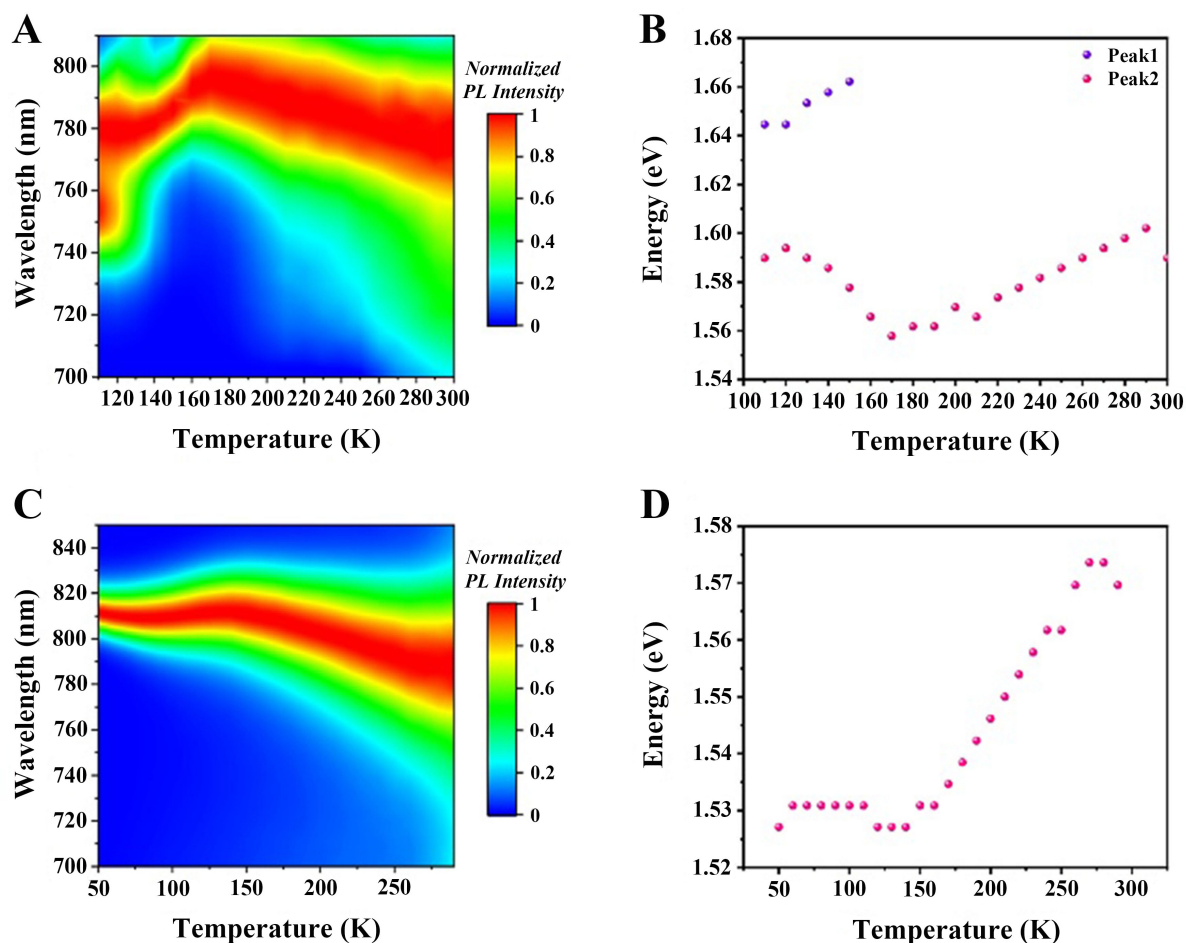 A
Wavelength (nm)
800
780
760
740
720
700
120 140 160 180 200 220 240 260 280 300
Temperature (K)
Normalized
PL Intensity
1
0.8
0.6
0.4
0.2
0
B
Energy (eV)
1.68
1.66
1.64
1.62
1.60
1.58
1.56
1.54
Peak1
Peak2
100 120 140 160 180 200 220 240 260 280 300
Temperature (K)
C
Wavelength (nm)
840
820
800
780
760
740
720
700
50 100 150 200 250
Temperature (K)
Normalized
PL Intensity
1
0.8
0.6
0.4
0.2
0
D
Energy (eV)
1.58
1.57
1.56
1.55
1.54
1.53
1.52
50 100 150 200 250 300
Temperature (K)